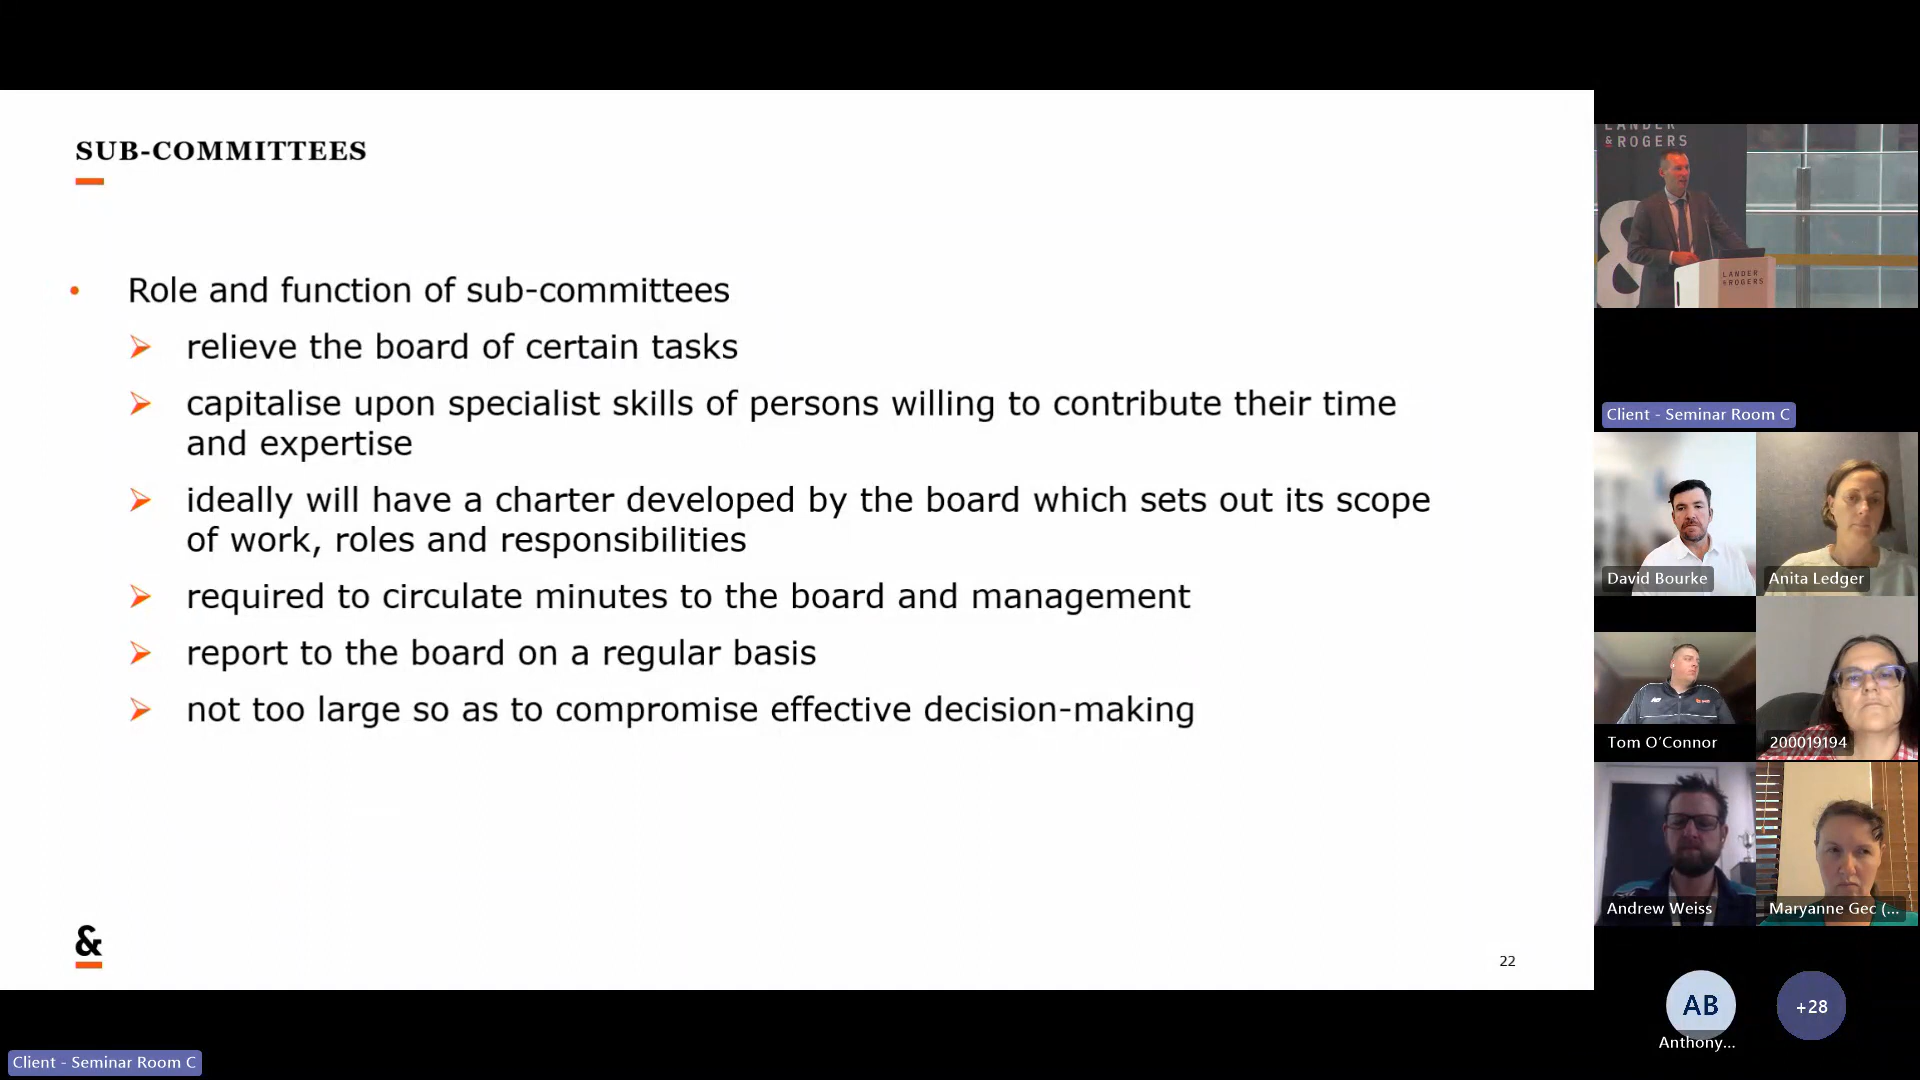 SUB-COMMITTEES
• Role and function of sub-committees
➢ relieve the board of certain tasks
➢ capitalise upon specialist skills of persons willing to contribute their time
and expertise
➢ ideally will have a charter developed by the board which sets out its scope
of work, roles and responsibilities
➢ required to circulate minutes to the board and management
➢ report to the board on a regular basis
➢ not too large so as to compromise effective decision-making
&
22
Client - Seminar Room C
LANDER
& ROGERS
&
LANDER
& ROGERS
Client - Seminar Room C
David Bourke
Anita Ledger
Tom O’Connor
200019194
Andrew Weiss
Maryanne Gec (...
AB
Anthony...
+28